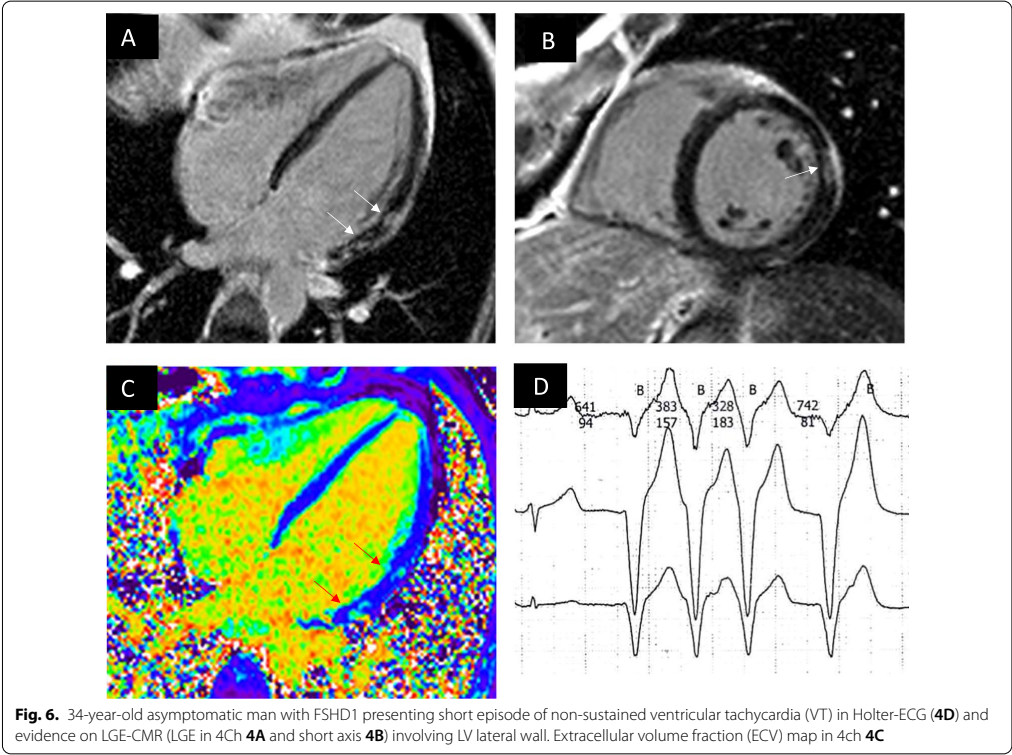 A
B
C
D
B B B B
641 383 328 742
94 157 183 81
Fig. 6. 34-year-old asymptomatic man with FSHD1 presenting short episode of non-sustained ventricular tachycardia (VT) in Holter-ECG (4D) and
evidence on LGE-CMR (LGE in 4Ch 4A and short axis 4B) involving LV lateral wall. Extracellular volume fraction (ECV) map in 4ch 4C